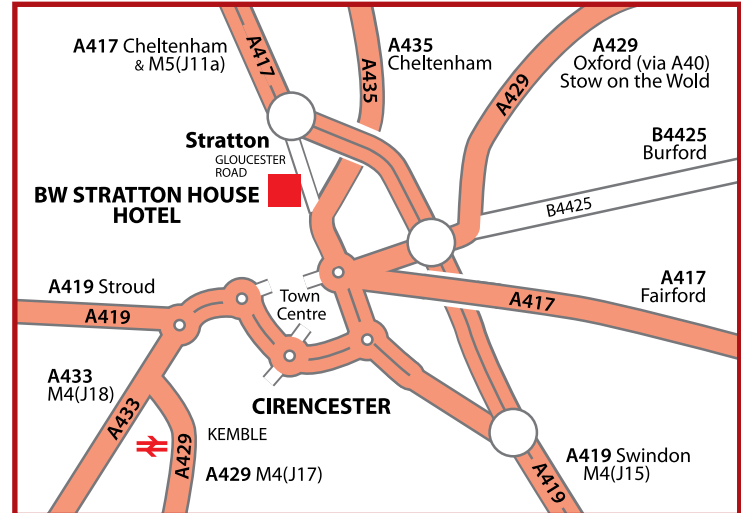 A417 Cheltenham
& M5(J11a)
A417
A435
Cheltenham
A435
A429
Oxford (via A40)
Stow on the Wold
A429
B4425
Burford
B4425
Stratton
GLOUCESTER
ROAD
BW STRATTON HOUSE
HOTEL
A419 Stroud
A419
Town
Centre
A417
Fairford
A417
A433
M4(J18)
A433
CIRENCESTER
KEMBLE
A429
A429 M4(J17)
A419 Swindon
M4(J15)
A419